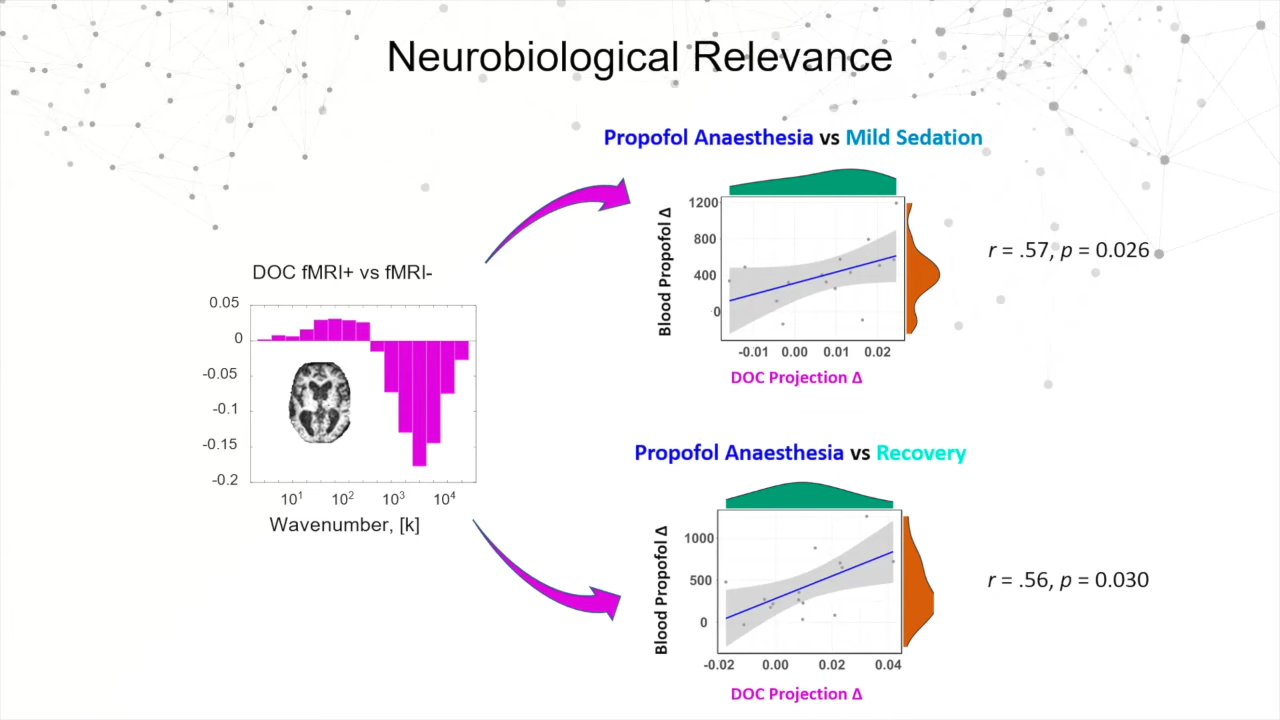 Neurobiological Relevance
Propofol Anaesthesia vs Mild Sedation
1200
800
400
0
Blood Propofol Δ
-0.01 0.00 0.01 0.02
DOC Projection Δ
r = .57, p = 0.026
DOC fMRI+ vs fMRI-
0.05
0
-0.05
-0.1
-0.15
-0.2
10¹ 10² 10³ 10⁴
Wavenumber, [k]
Propofol Anaesthesia vs Recovery
1000
500
0
Blood Propofol Δ
-0.02 0.00 0.02 0.04
DOC Projection Δ
r = .56, p = 0.030